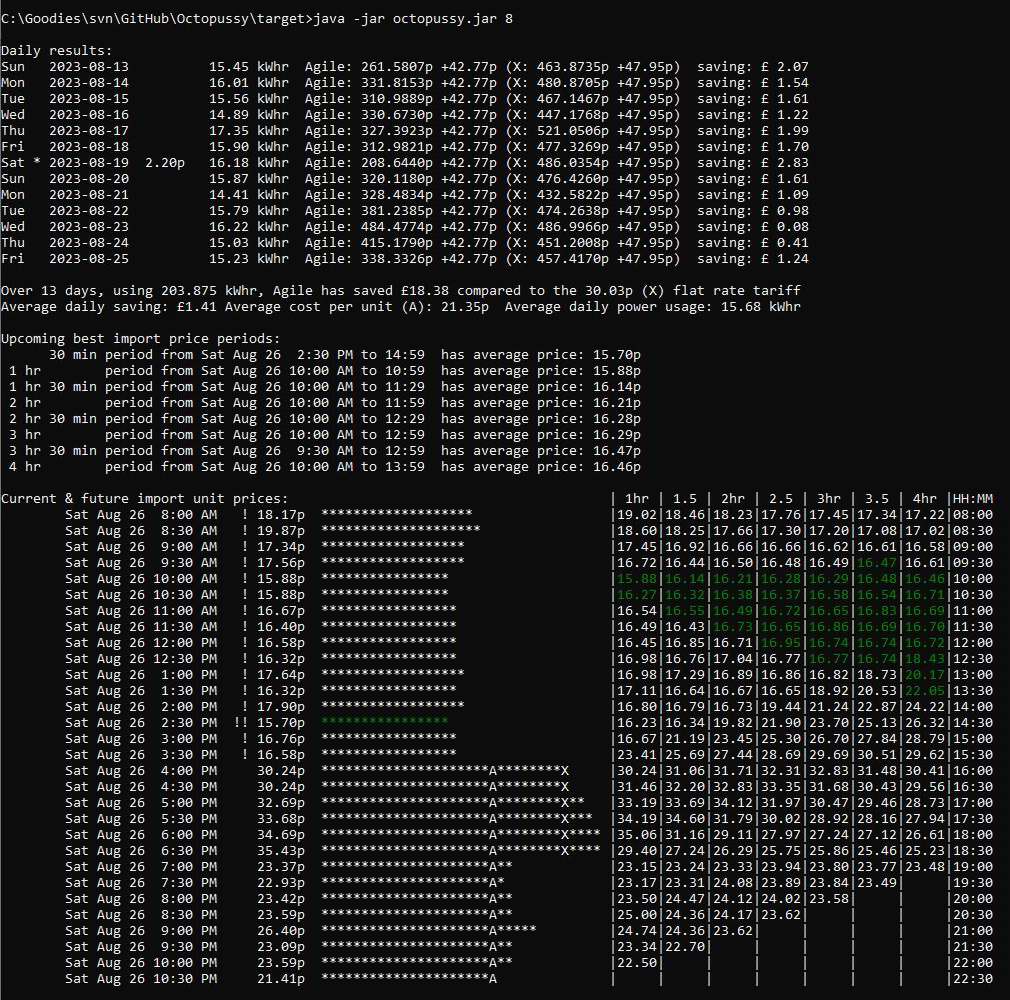 C:\Goodies\svn\GitHub\Octopussy\target>java -jar octopussy.jar 8

Daily results:
Sun   2023-08-13          15.45 kWhr  Agile: 261.5807p +42.77p (X: 463.8735p +47.95p)  saving: £ 2.07
Mon   2023-08-14          16.01 kWhr  Agile: 331.8153p +42.77p (X: 480.8705p +47.95p)  saving: £ 1.54
Tue   2023-08-15          15.56 kWhr  Agile: 310.9889p +42.77p (X: 467.1467p +47.95p)  saving: £ 1.61
Wed   2023-08-16          14.89 kWhr  Agile: 330.6730p +42.77p (X: 447.1768p +47.95p)  saving: £ 1.22
Thu   2023-08-17          17.35 kWhr  Agile: 327.3923p +42.77p (X: 521.0506p +47.95p)  saving: £ 1.99
Fri   2023-08-18          15.90 kWhr  Agile: 312.9821p +42.77p (X: 477.3269p +47.95p)  saving: £ 1.70
Sat * 2023-08-19  2.20p   16.18 kWhr  Agile: 208.6440p +42.77p (X: 486.0354p +47.95p)  saving: £ 2.83
Sun   2023-08-20          15.87 kWhr  Agile: 320.1180p +42.77p (X: 476.4260p +47.95p)  saving: £ 1.61
Mon   2023-08-21          14.41 kWhr  Agile: 328.4834p +42.77p (X: 432.5822p +47.95p)  saving: £ 1.09
Tue   2023-08-22          15.79 kWhr  Agile: 381.2385p +42.77p (X: 474.2638p +47.95p)  saving: £ 0.98
Wed   2023-08-23          16.22 kWhr  Agile: 484.4774p +42.77p (X: 486.9966p +47.95p)  saving: £ 0.08
Thu   2023-08-24          15.03 kWhr  Agile: 415.1790p +42.77p (X: 451.2008p +47.95p)  saving: £ 0.41
Fri   2023-08-25          15.23 kWhr  Agile: 338.3326p +42.77p (X: 457.4170p +47.95p)  saving: £ 1.24

Over 13 days, using 203.875 kWhr, Agile has saved £18.38 compared to the 30.03p (X) flat rate tariff
Average daily saving: £1.41 Average cost per unit (A): 21.35p  Average daily power usage: 15.68 kWhr

Upcoming best import price periods:
      30 min period from Sat Aug 26  2:30 PM to 14:59  has average price: 15.70p
 1 hr        period from Sat Aug 26 10:00 AM to 10:59  has average price: 15.88p
 1 hr 30 min period from Sat Aug 26 10:00 AM to 11:29  has average price: 16.14p
 2 hr        period from Sat Aug 26 10:00 AM to 11:59  has average price: 16.21p
 2 hr 30 min period from Sat Aug 26 10:00 AM to 12:29  has average price: 16.28p
 3 hr        period from Sat Aug 26 10:00 AM to 12:59  has average price: 16.29p
 3 hr 30 min period from Sat Aug 26  9:30 AM to 12:59  has average price: 16.47p
 4 hr        period from Sat Aug 26 10:00 AM to 13:59  has average price: 16.46p

Current & future import unit prices:                                        | 1hr | 1.5 | 2hr | 2.5 | 3hr | 3.5 | 4hr |HH:MM
        Sat Aug 26  8:00 AM   ! 18.17p  *******************                 |19.02|18.46|18.23|17.76|17.45|17.34|17.22|08:00
        Sat Aug 26  8:30 AM   ! 19.87p  ********************                |18.60|18.25|17.66|17.30|17.20|17.08|17.02|08:30
        Sat Aug 26  9:00 AM   ! 17.34p  ******************                  |17.45|16.92|16.66|16.66|16.62|16.61|16.58|09:00
        Sat Aug 26  9:30 AM   ! 17.56p  ******************                  |16.72|16.44|16.50|16.48|16.49|16.47|16.61|09:30
        Sat Aug 26 10:00 AM   ! 15.88p  ****************                    |15.88|16.14|16.21|16.28|16.29|16.48|16.46|10:00
        Sat Aug 26 10:30 AM   ! 15.88p  ****************                    |16.27|16.32|16.38|16.37|16.58|16.54|16.71|10:30
        Sat Aug 26 11:00 AM   ! 16.67p  *****************                   |16.54|16.55|16.49|16.72|16.65|16.83|16.69|11:00
        Sat Aug 26 11:30 AM   ! 16.40p  *****************                   |16.49|16.43|16.73|16.65|16.86|16.69|16.70|11:30
        Sat Aug 26 12:00 PM   ! 16.58p  *****************                   |16.45|16.85|16.71|16.95|16.74|16.74|16.72|12:00
        Sat Aug 26 12:30 PM   ! 16.32p  *****************                   |16.98|16.76|17.04|16.77|16.77|16.74|18.43|12:30
        Sat Aug 26  1:00 PM   ! 17.64p  ******************                  |16.98|17.29|16.89|16.86|16.82|18.73|20.17|13:00
        Sat Aug 26  1:30 PM   ! 16.32p  *****************                   |17.11|16.64|16.67|16.65|18.92|20.53|22.05|13:30
        Sat Aug 26  2:00 PM   ! 17.90p  ******************                  |16.80|16.79|16.73|19.44|21.24|22.87|24.22|14:00
        Sat Aug 26  2:30 PM  !! 15.70p  ****************                    |16.23|16.34|19.82|21.90|23.70|25.13|26.32|14:30
        Sat Aug 26  3:00 PM   ! 16.76p  *****************                   |16.67|21.19|23.45|25.30|26.70|27.84|28.79|15:00
        Sat Aug 26  3:30 PM   ! 16.58p  *****************                   |23.41|25.69|27.44|28.69|29.69|30.51|29.62|15:30
        Sat Aug 26  4:00 PM     30.24p  *********************A********X     |30.24|31.06|31.71|32.31|32.83|31.48|30.41|16:00
        Sat Aug 26  4:30 PM     30.24p  *********************A********X     |31.46|32.20|32.83|33.35|31.68|30.43|29.56|16:30
        Sat Aug 26  5:00 PM     32.69p  *********************A********X**   |33.19|33.69|34.12|31.97|30.47|29.46|28.73|17:00
        Sat Aug 26  5:30 PM     33.68p  *********************A********X***  |34.19|34.60|31.79|30.02|28.92|28.16|27.94|17:30
        Sat Aug 26  6:00 PM     34.69p  *********************A********X**** |35.06|31.16|29.11|27.97|27.24|27.12|26.61|18:00
        Sat Aug 26  6:30 PM     35.43p  *********************A********X**** |29.40|27.24|26.29|25.75|25.86|25.46|25.23|18:30
        Sat Aug 26  7:00 PM     23.37p  *********************A**            |23.15|23.24|23.33|23.94|23.80|23.77|23.48|19:00
        Sat Aug 26  7:30 PM     22.93p  *********************A*             |23.17|23.31|24.08|23.89|23.84|23.49|     |19:30
        Sat Aug 26  8:00 PM     23.42p  *********************A**            |23.50|24.47|24.12|24.02|23.58|     |     |20:00
        Sat Aug 26  8:30 PM     23.59p  *********************A**            |25.00|24.36|24.17|23.62|     |     |     |20:30
        Sat Aug 26  9:00 PM     26.40p  *********************A*****         |24.74|24.36|23.62|     |     |     |     |21:00
        Sat Aug 26  9:30 PM     23.09p  *********************A**            |23.34|22.70|     |     |     |     |     |21:30
        Sat Aug 26 10:00 PM     23.59p  *********************A**            |22.50|     |     |     |     |     |     |22:00
        Sat Aug 26 10:30 PM     21.41p  *********************A              |     |     |     |     |     |     |     |22:30